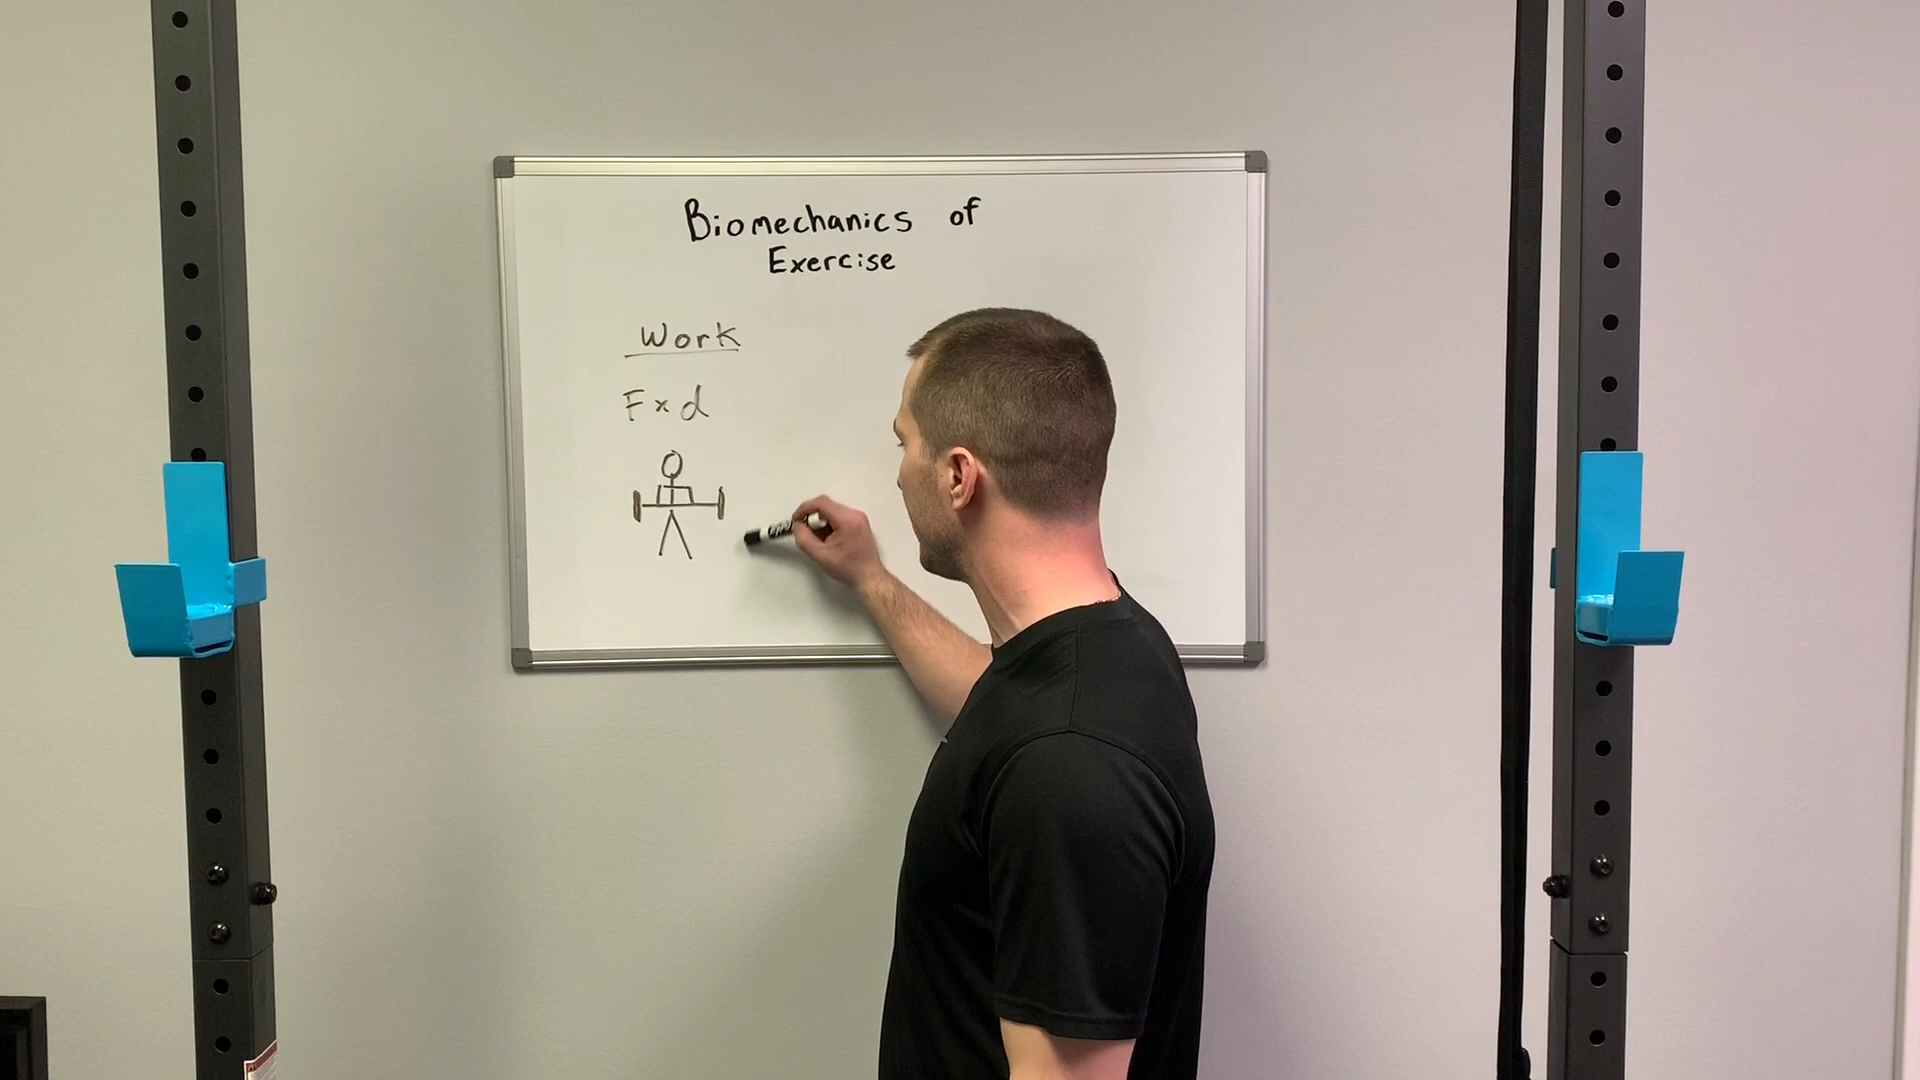 Biomechanics of
Exercise
Work
F x d